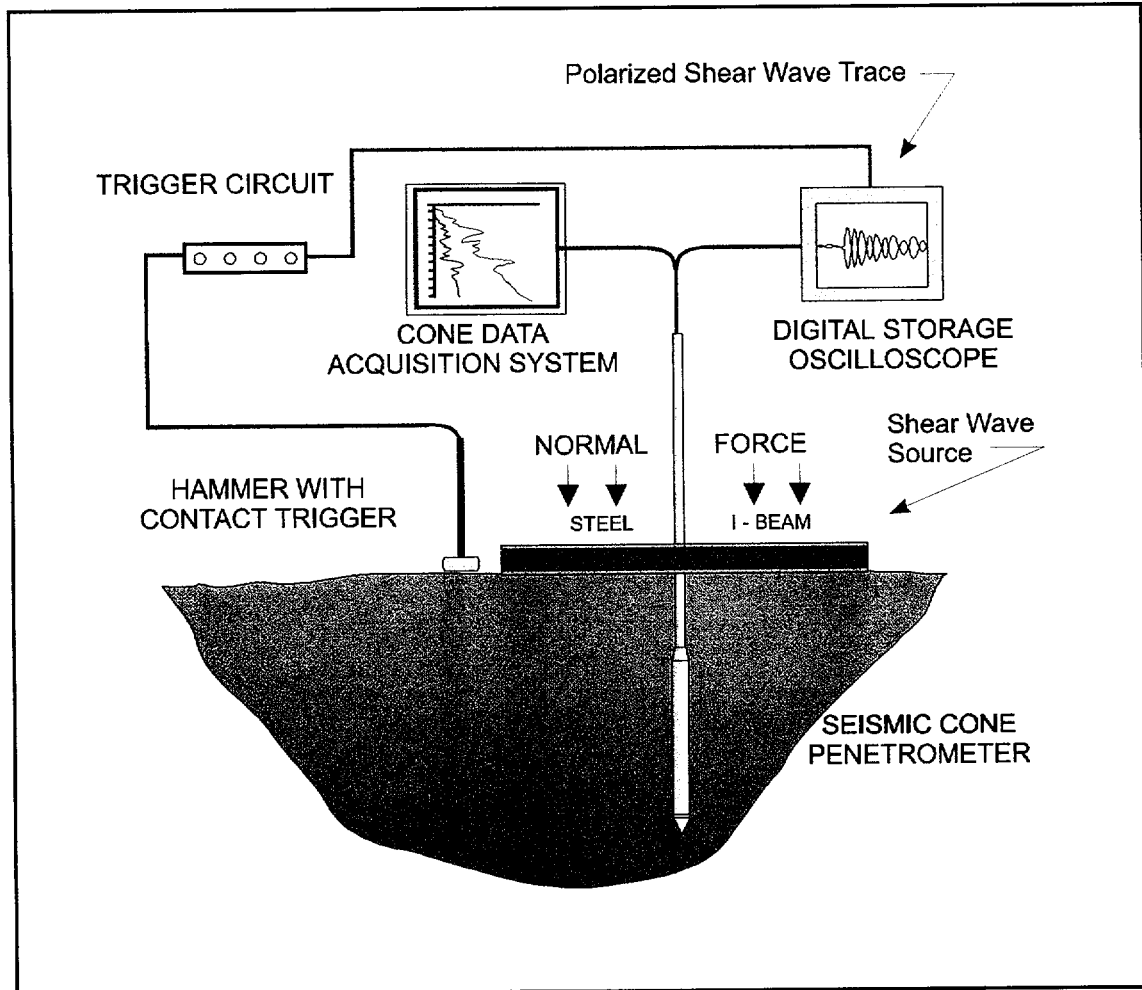 Polarized Shear Wave Trace
TRIGGER CIRCUIT
CONE DATA
ACQUISITION SYSTEM
DIGITAL STORAGE
OSCILLOSCOPE
Shear Wave
Source
NORMAL FORCE
HAMMER WITH
CONTACT TRIGGER
STEEL I - BEAM
SEISMIC CONE
PENETROMETER